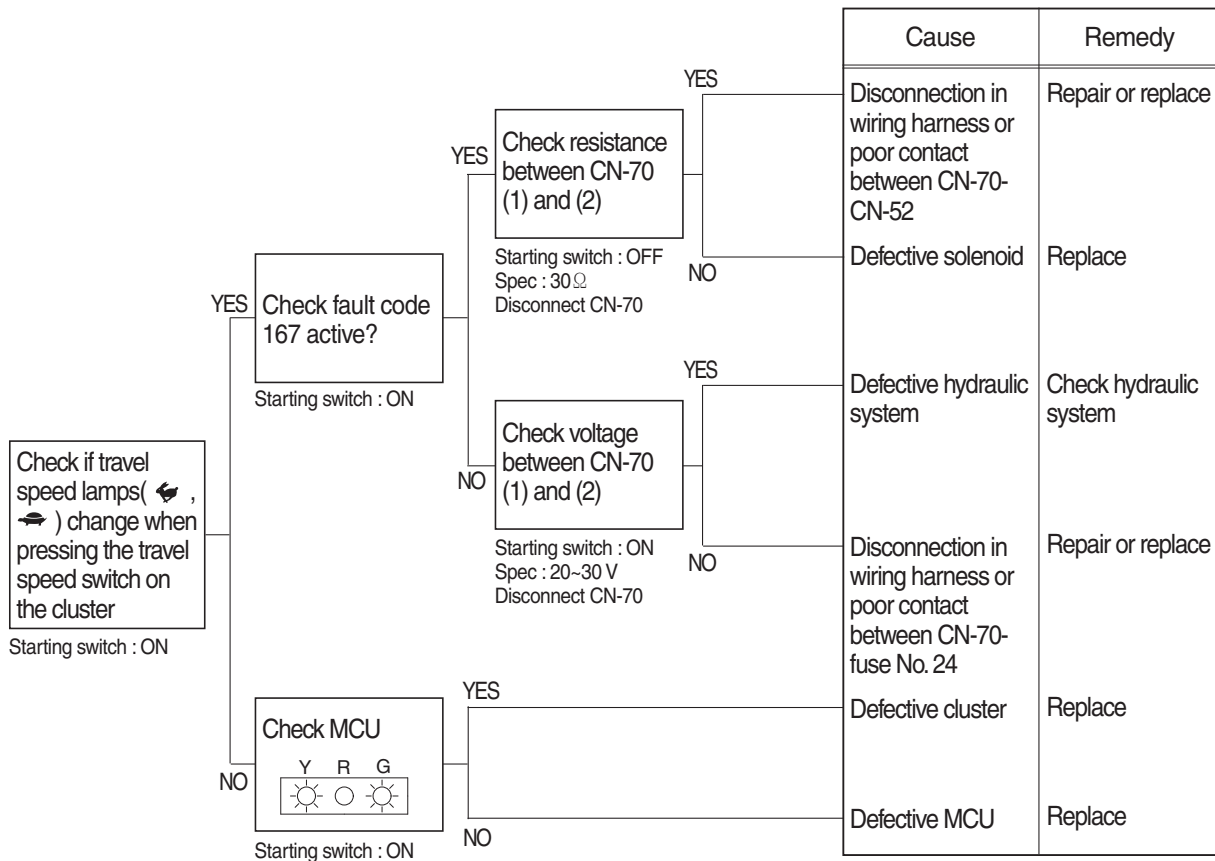 Cause
Remedy
YES
Disconnection in
wiring harness or
poor contact
between CN-70-
CN-52
Repair or replace
YES
Check resistance
between CN-70
(1) and (2)
Starting switch : OFF
Spec : 30Ω
Disconnect CN-70
NO
Defective solenoid
Replace
YES
Check fault code
167 active?
Starting switch : ON
YES
Defective hydraulic
system
Check hydraulic
system
NO
Check voltage
between CN-70
(1) and (2)
Starting switch : ON
Spec : 20~30 V
Disconnect CN-70
NO
Disconnection in
wiring harness or
poor contact
between CN-70-
fuse No. 24
Repair or replace
Check if travel
speed lamps( ,
) change when
pressing the travel
speed switch on
the cluster
Starting switch : ON
YES
Defective cluster
Replace
NO
Check MCU
Y R G
Starting switch : ON
NO
Defective MCU
Replace